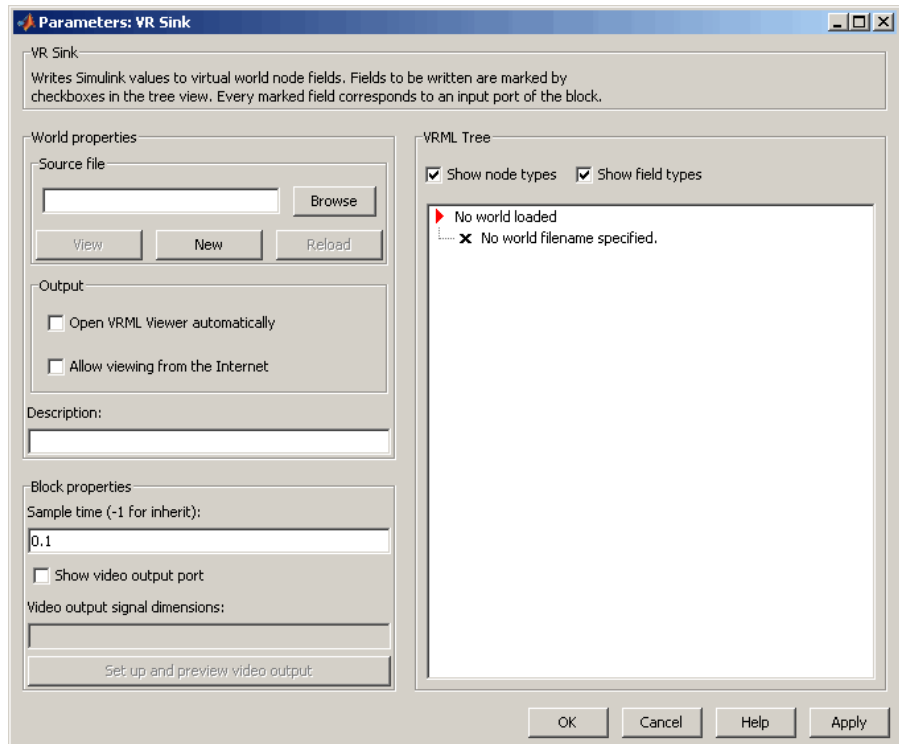 Parameters: VR Sink
VR Sink
Writes Simulink values to virtual world node fields. Fields to be written are marked by
checkboxes in the tree view. Every marked field corresponds to an input port of the block.
World properties
Source file
Browse
View New Reload
Output
Open VRML Viewer automatically
Allow viewing from the Internet
Description:
Block properties
Sample time (-1 for inherit):
0.1
Show video output port
Video output signal dimensions:
Set up and preview video output
VRML Tree
Show node types Show field types
No world loaded
No world filename specified.
OK Cancel Help Apply